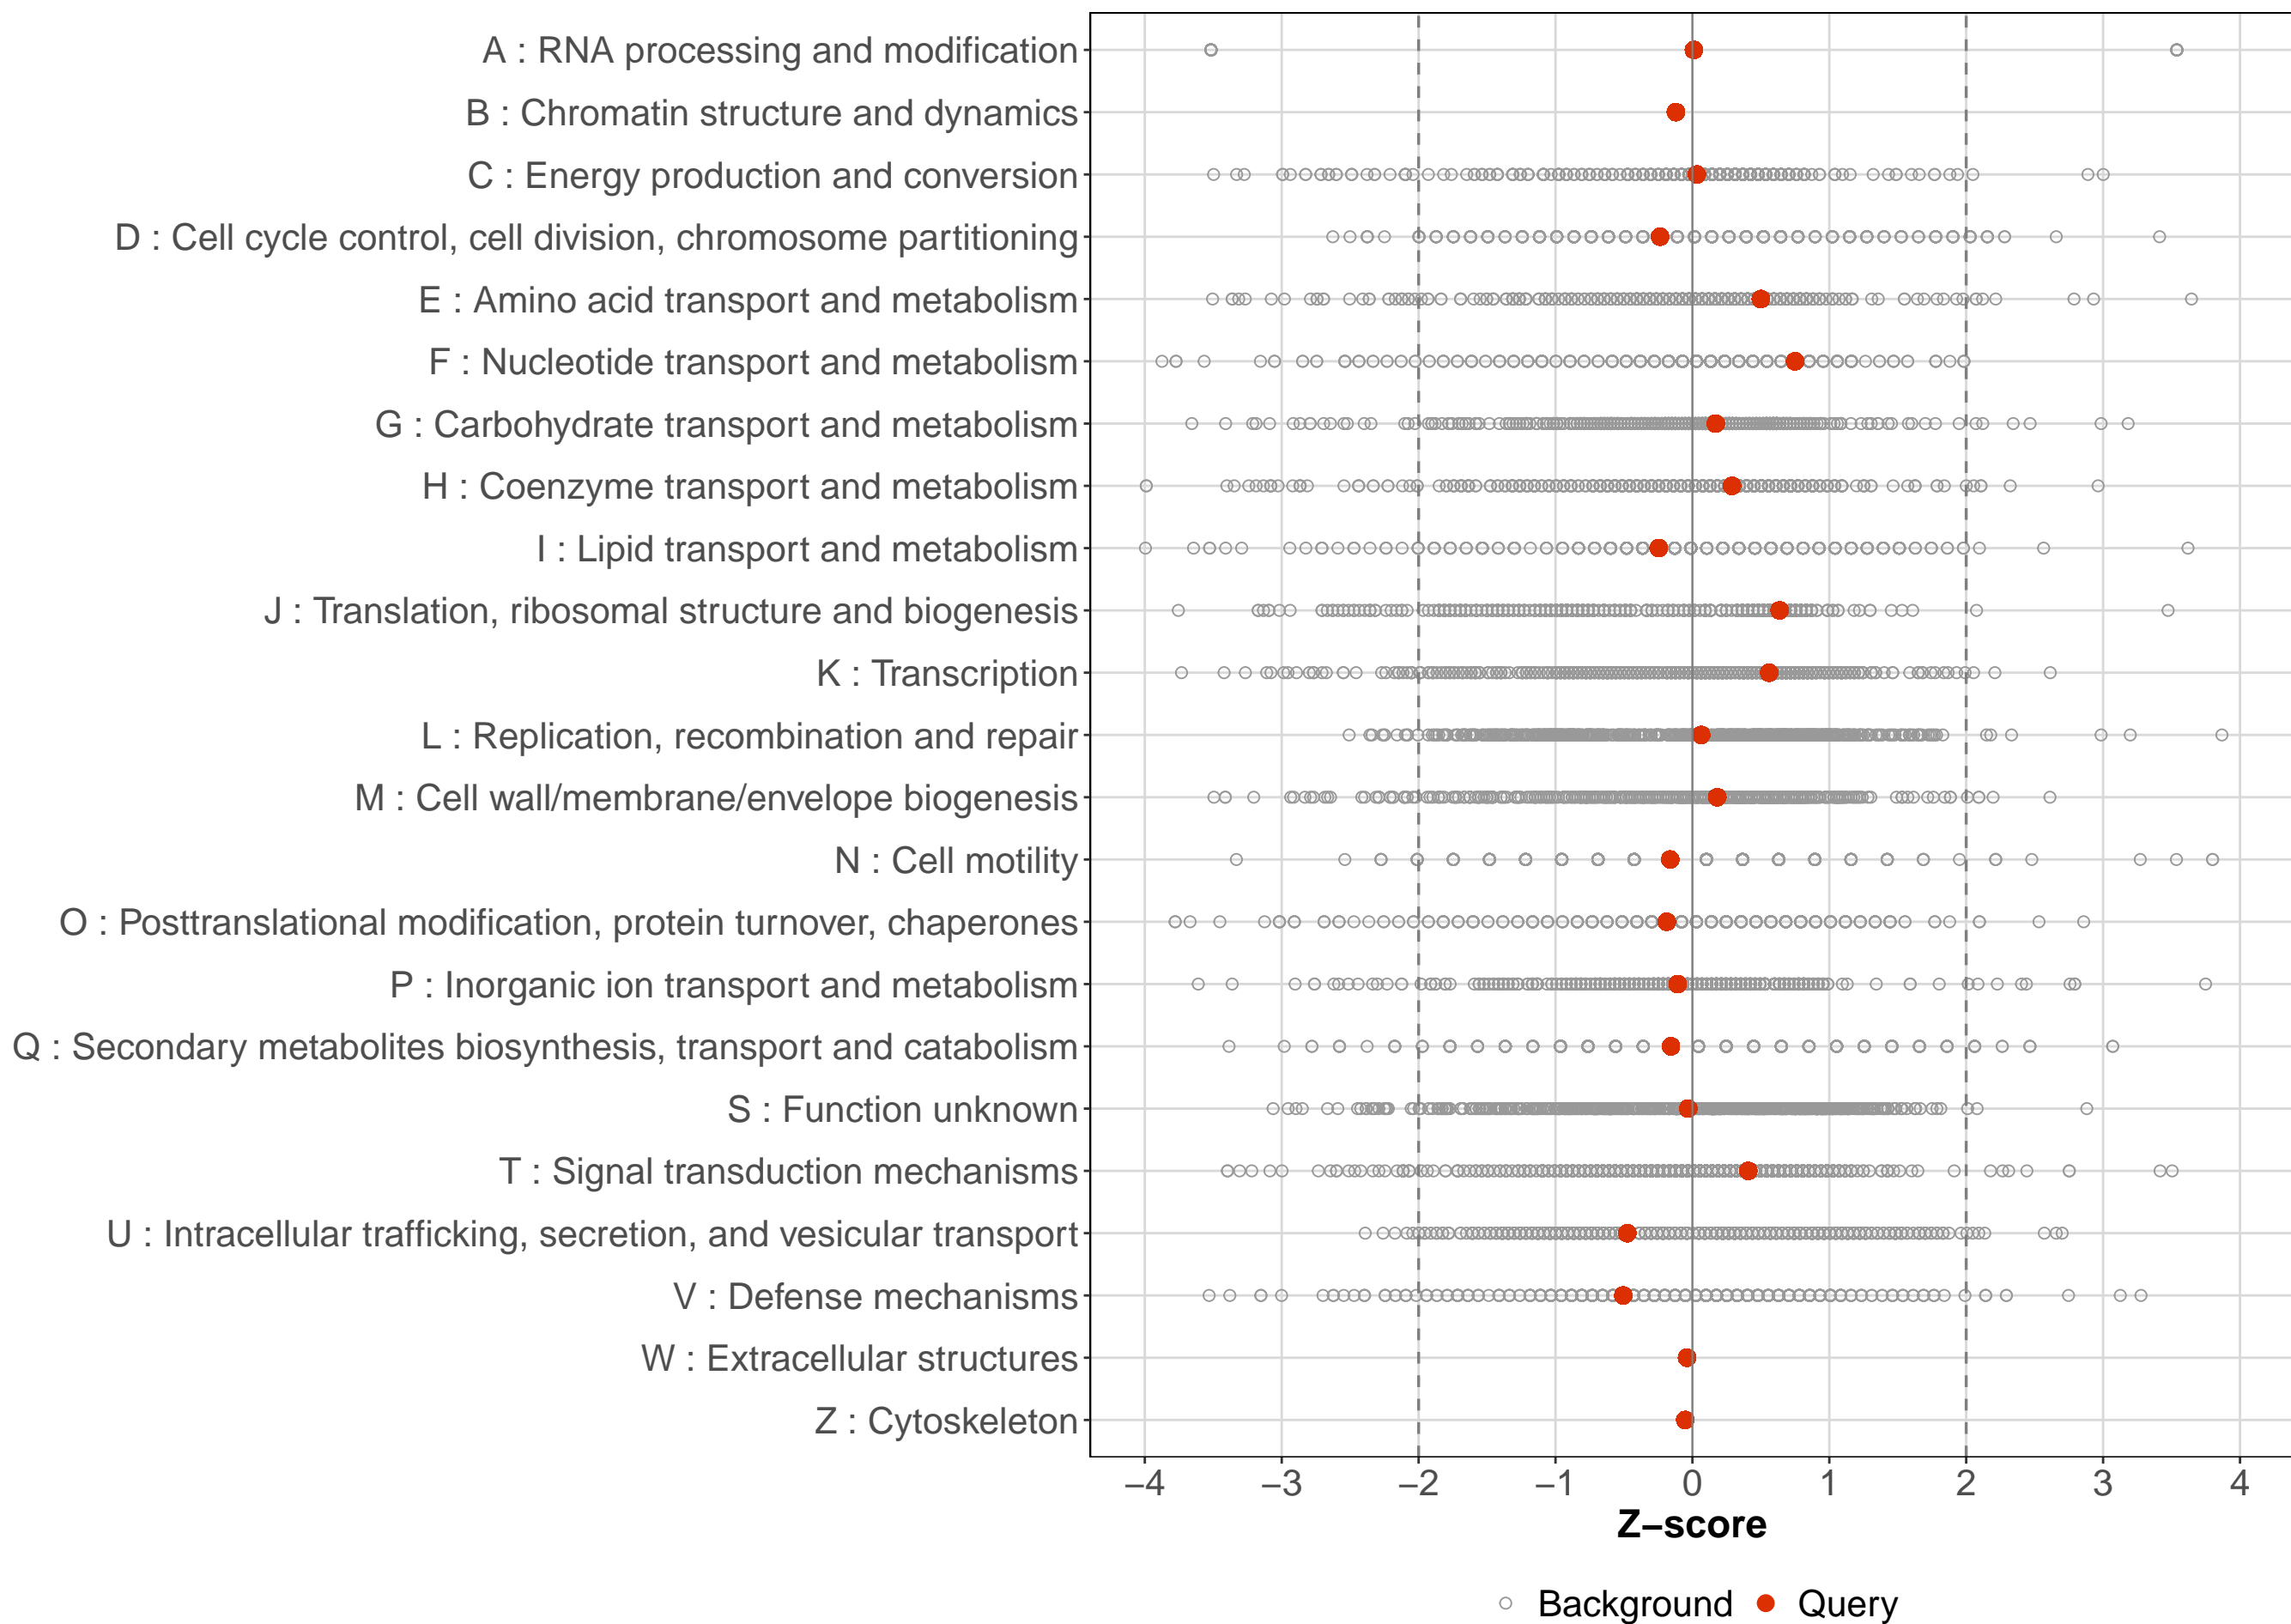 A : RNA processing and modification
B : Chromatin structure and dynamics
C : Energy production and conversion
D : Cell cycle control, cell division, chromosome partitioning
E : Amino acid transport and metabolism
F : Nucleotide transport and metabolism
G : Carbohydrate transport and metabolism
H : Coenzyme transport and metabolism
I : Lipid transport and metabolism
J : Translation, ribosomal structure and biogenesis
K : Transcription
L : Replication, recombination and repair
M : Cell wall/membrane/envelope biogenesis
N : Cell motility
O : Posttranslational modification, protein turnover, chaperones
P : Inorganic ion transport and metabolism
Q : Secondary metabolites biosynthesis, transport and catabolism
S : Function unknown
T : Signal transduction mechanisms
U : Intracellular trafficking, secretion, and vesicular transport
V : Defense mechanisms
W : Extracellular structures
Z : Cytoskeleton
−4 −3 −2 −1 0 1 2 3 4
Z−score
Background Query